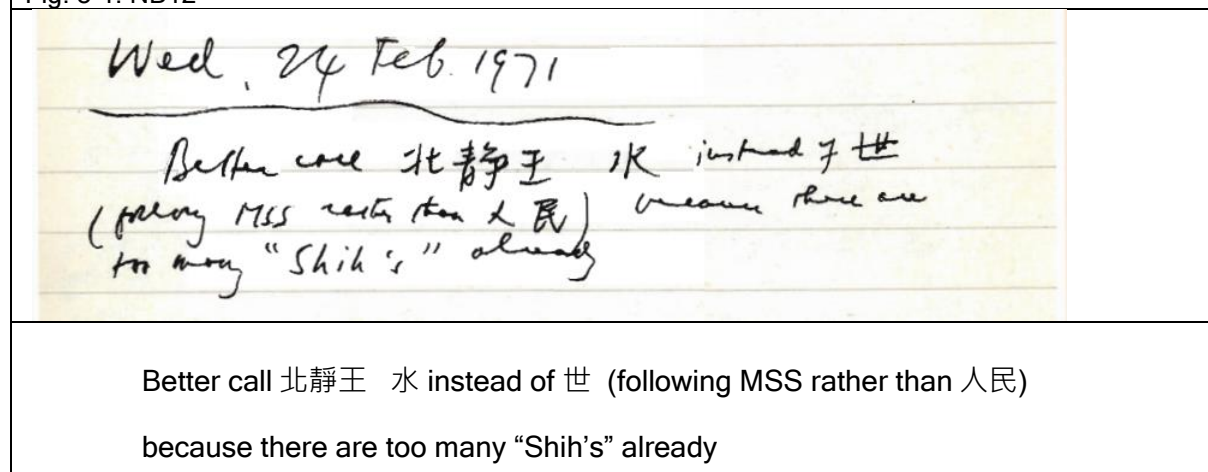 Fig. 3-1. NB12
Wed, 24 Feb. 1971
Better call 北靜王 水 instead of 世
(following MSS rather than 人民) because there are
too many "Shih's" already
Better call 北靜王 水 instead of 世 (following MSS rather than 人民)
because there are too many “Shih’s” already